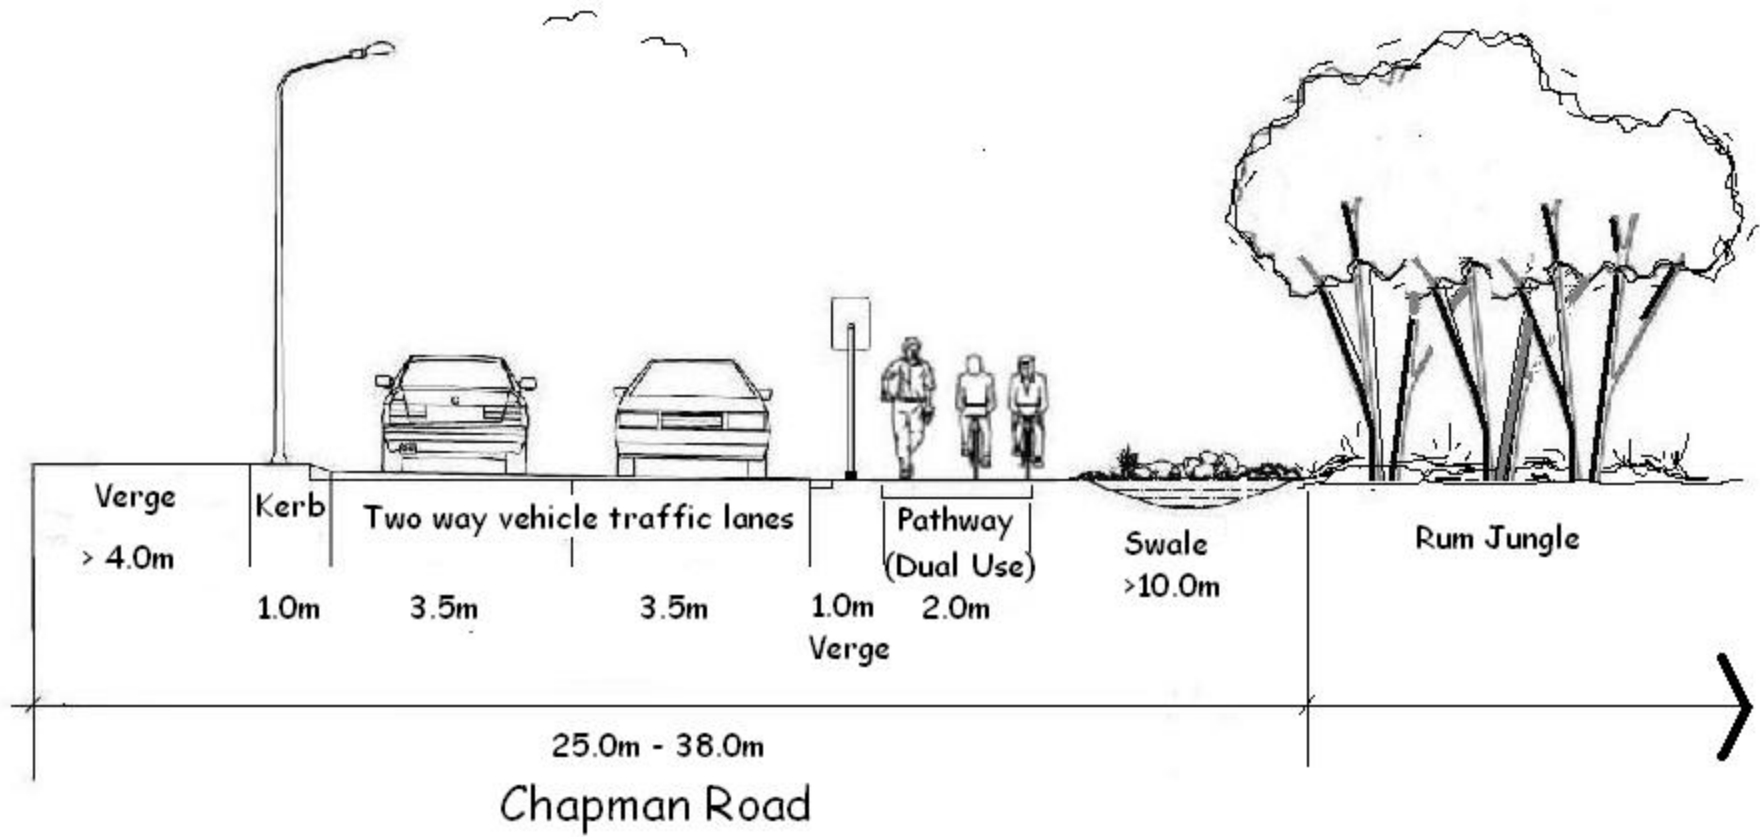 Verge
> 4.0m
Kerb
1.0m
Two way vehicle traffic lanes
3.5m
3.5m
1.0m
Verge
Pathway
(Dual Use)
2.0m
Swale
>10.0m
Rum Jungle
25.0m - 38.0m
Chapman Road